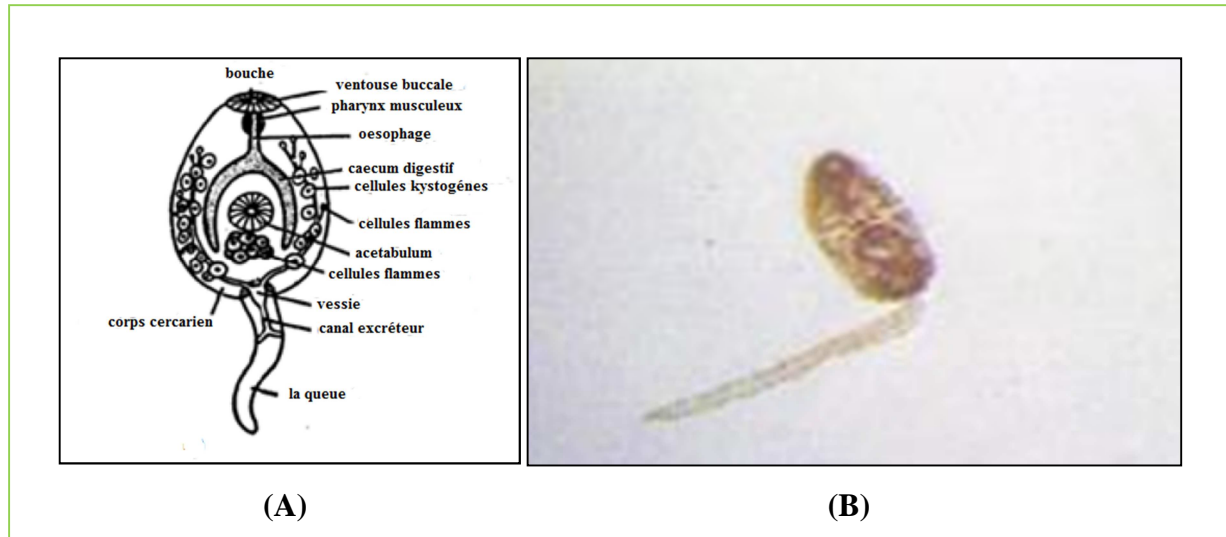 bouche
ventouse buccale
pharynx musculeux
oesophage
caecum digestif
cellules kystogénes
cellules flammes
acetabulum
cellules flammes
vessie
corps cercarien
canal excréteur
la queue
(A)
(B)